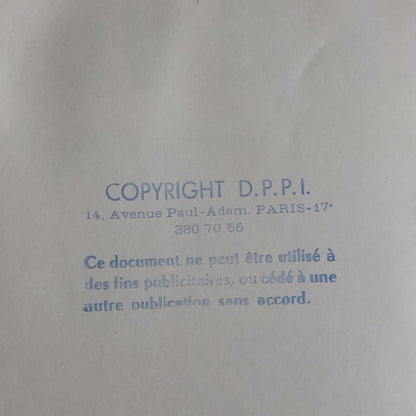 COPYRIGHT D.P.P.I.
14, Avenue Paul-Adam. PARIS-17e
380 70 55
Ce document ne peut être utilisé à
des fins publicitaires, ou cédé à une
autre publication sans accord.